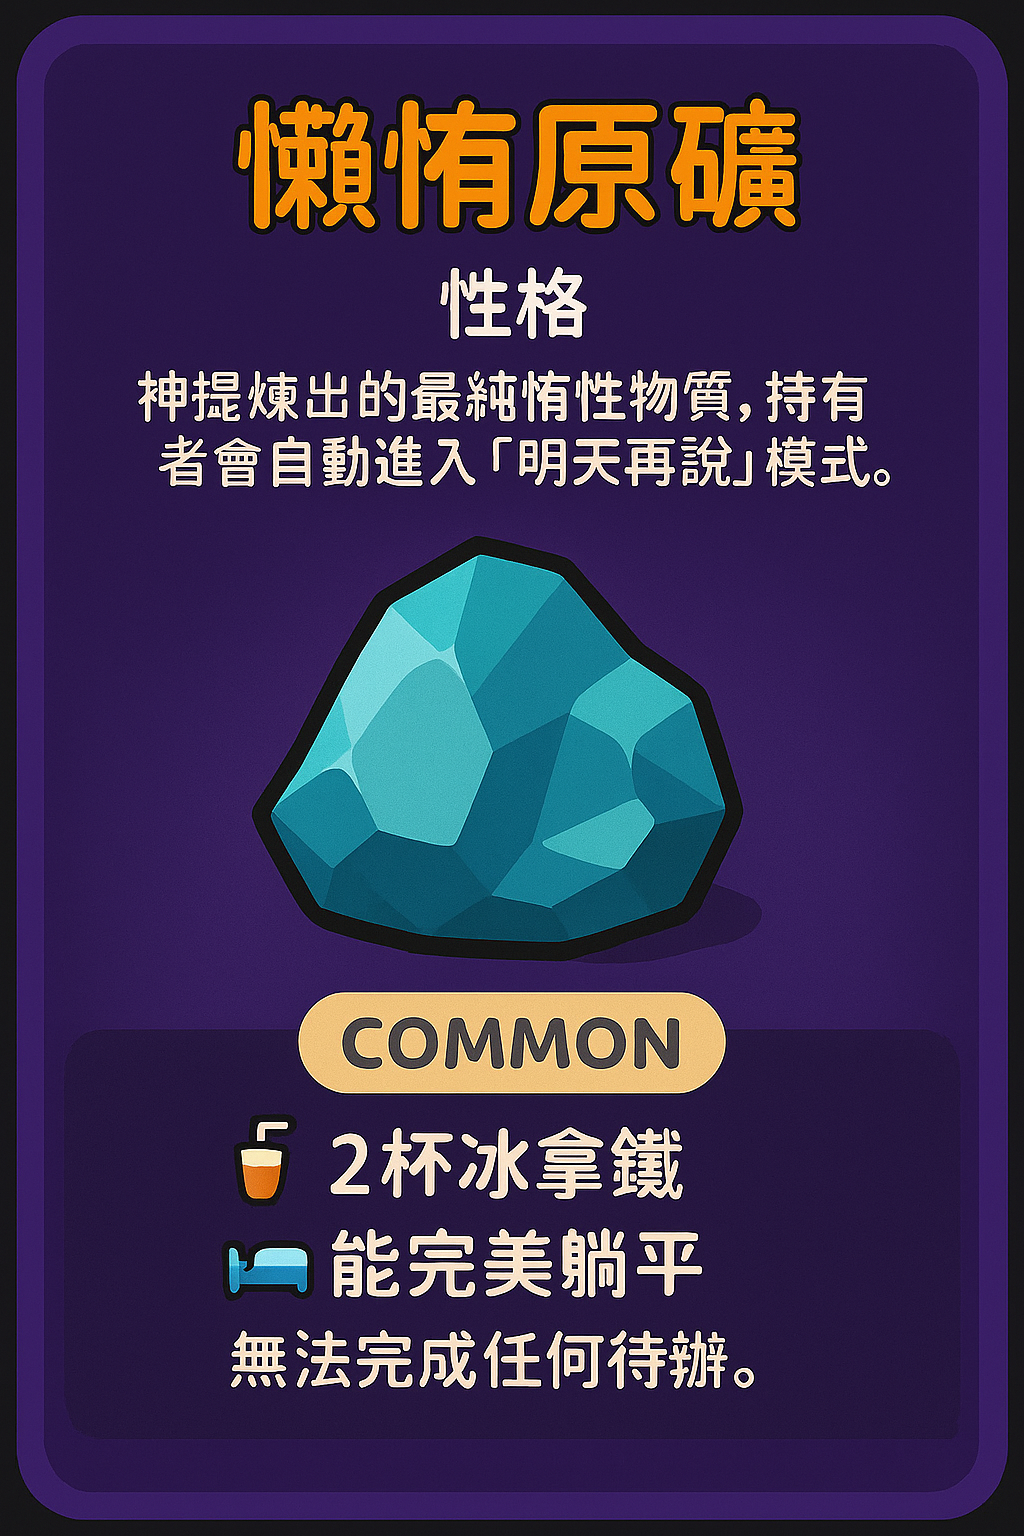 懶恌原礦
性格
神提煉出的最純惰性物質，持有
者會自動進入「明天再說」模式。
COMMON
2杯冰拿鐵
能完美躺平
無法完成任何待辦。